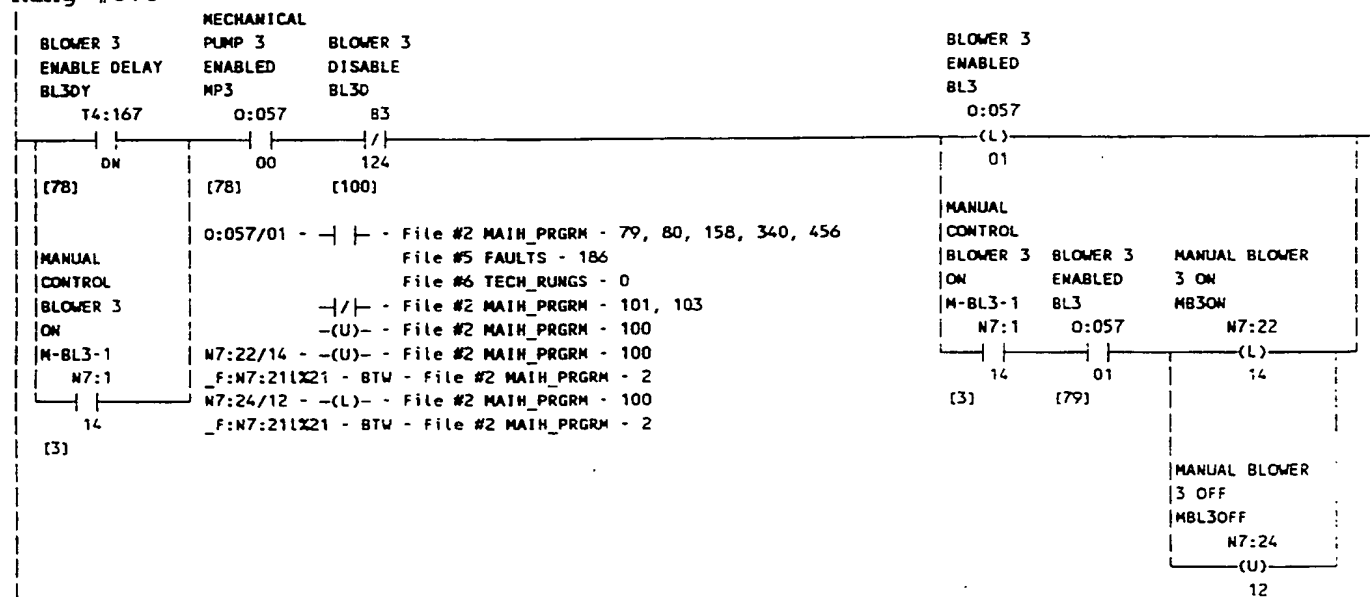 MECHANICAL
BLOWER 3 PUMP 3 BLOWER 3 BLOWER 3
ENABLE DELAY ENABLED DISABLE ENABLED
BL3DY MP3 BL3D BL3
T4:167 O:057 B3 O:057
-| |- -| |- -|/|- -(L)-
DN 00 124 01
[78] [78] [100]
MANUAL
O:057/01 - -| |- - File #2 MAIN_PRGRM - 79, 80, 158, 340, 456 CONTROL
MANUAL File #5 FAULTS - 186 BLOWER 3 BLOWER 3 MANUAL BLOWER
CONTROL File #6 TECH_RUNGS - 0 ON ENABLED 3 ON
BLOWER 3 -|/|- - File #2 MAIN_PRGRM - 101, 103 M-BL3-1 BL3 MB3ON
ON -(U)- - File #2 MAIN_PRGRM - 100 N7:1 O:057 N7:22
M-BL3-1 N7:22/14 - -(U)- - File #2 MAIN_PRGRM - 100 -| |- -| |- -(L)-
N7:1 _F:N7:21[%21 - BTW - File #2 MAIN_PRGRM - 2 14 01 14
-| |- N7:24/12 - -(L)- - File #2 MAIN_PRGRM - 100 [3] [79]
14 _F:N7:21[%21 - BTW - File #2 MAIN_PRGRM - 2
[3]
MANUAL BLOWER
3 OFF
MBL3OFF
N7:24
-(U)-
12